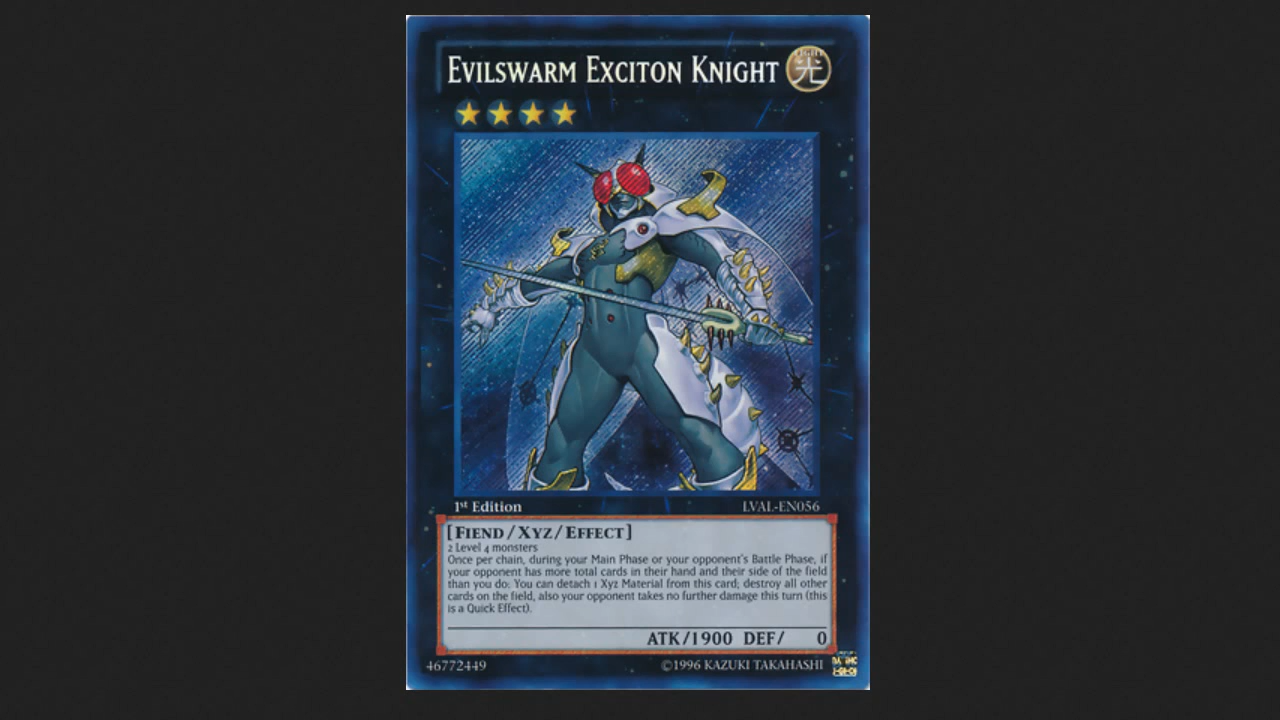 Evilswarm Exciton Knight
LIGHT
光
1st Edition
LVAL-EN056
[Fiend/Xyz/Effect]
2 Level 4 monsters
Once per chain, during your Main Phase or your opponent's Battle Phase, if
your opponent has more total cards in their hand and their side of the field
than you do: You can detach 1 Xyz Material from this card; destroy all other
cards on the field, also your opponent takes no further damage this turn (this
is a Quick Effect).
ATK/1900 DEF/ 0
46772449
©1996 KAZUKI TAKAHASHI